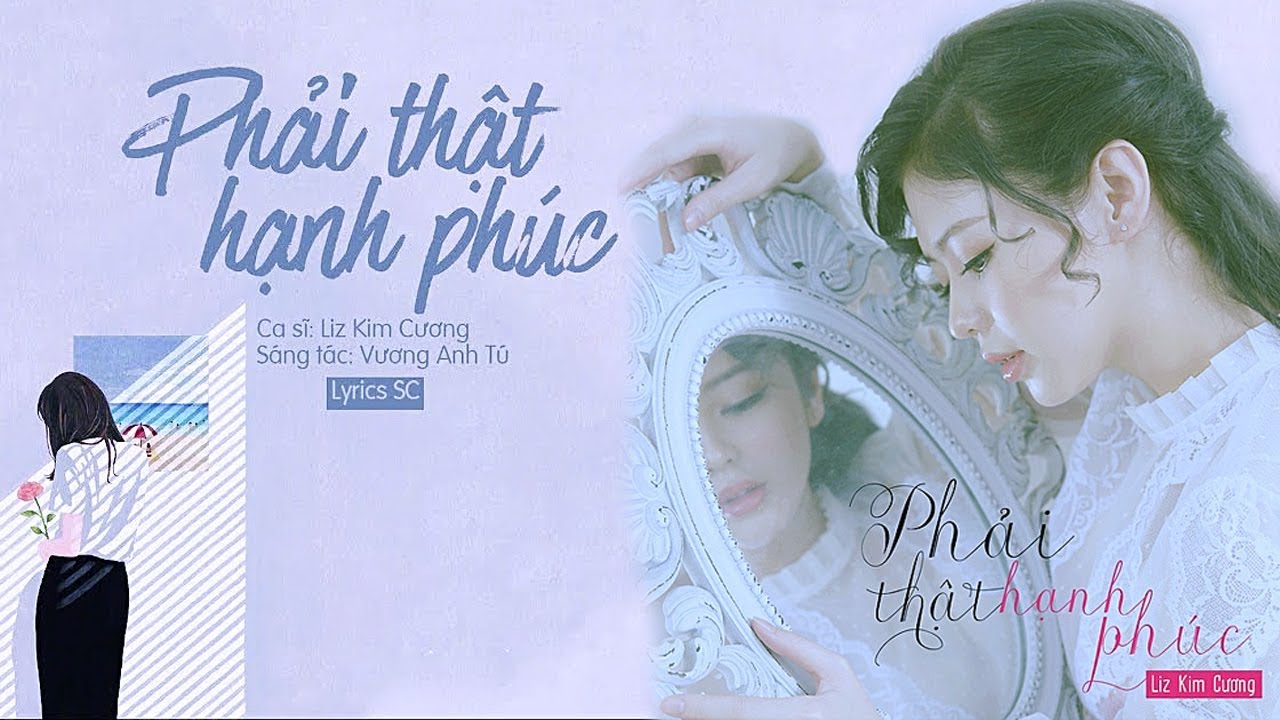 Phải thật
hạnh phúc
Ca sĩ: Liz Kim Cương
Sáng tác: Vương Anh Tú
Lyrics SC
Phải
thật hạnh
phúc
Liz Kim Cương